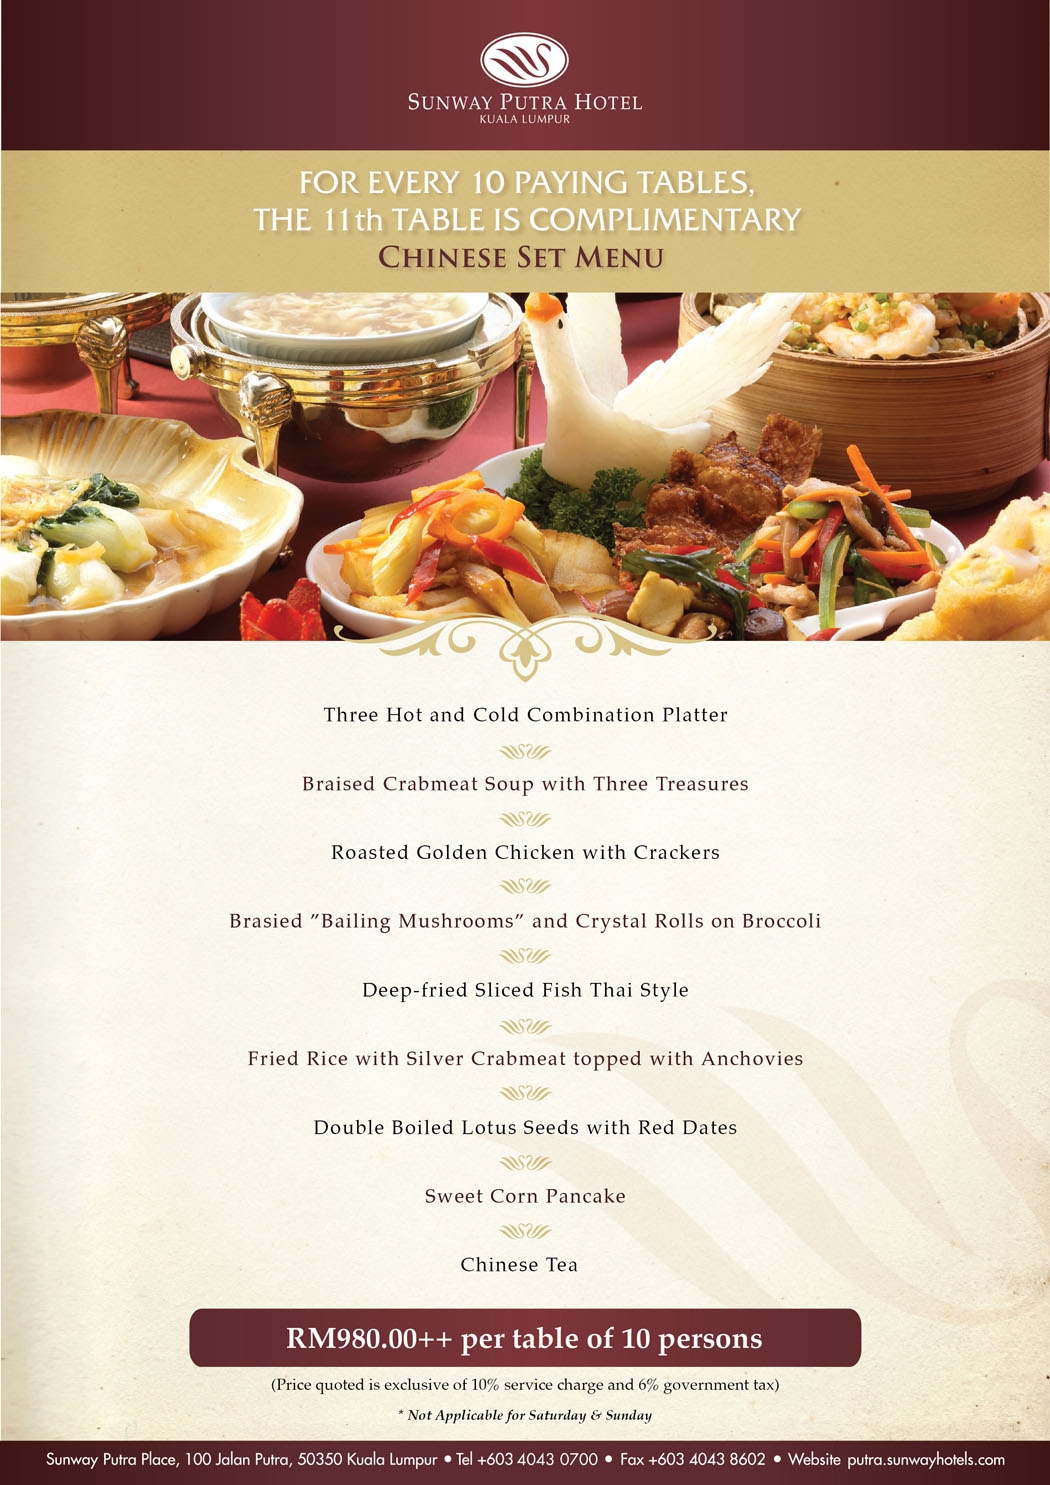 SUNWAY PUTRA HOTEL
KUALA LUMPUR
FOR EVERY 10 PAYING TABLES,
THE 11th TABLE IS COMPLIMENTARY
CHINESE SET MENU
Three Hot and Cold Combination Platter
Braised Crabmeat Soup with Three Treasures
Roasted Golden Chicken with Crackers
Brasied ”Bailing Mushrooms” and Crystal Rolls on Broccoli
Deep-fried Sliced Fish Thai Style
Fried Rice with Silver Crabmeat topped with Anchovies
Double Boiled Lotus Seeds with Red Dates
Sweet Corn Pancake
Chinese Tea
RM980.00++ per table of 10 persons
(Price quoted is exclusive of 10% service charge and 6% government tax)
* Not Applicable for Saturday & Sunday
Sunway Putra Place, 100 Jalan Putra, 50350 Kuala Lumpur • Tel +603 4043 0700 • Fax +603 4043 8602 • Website putra.sunwayhotels.com